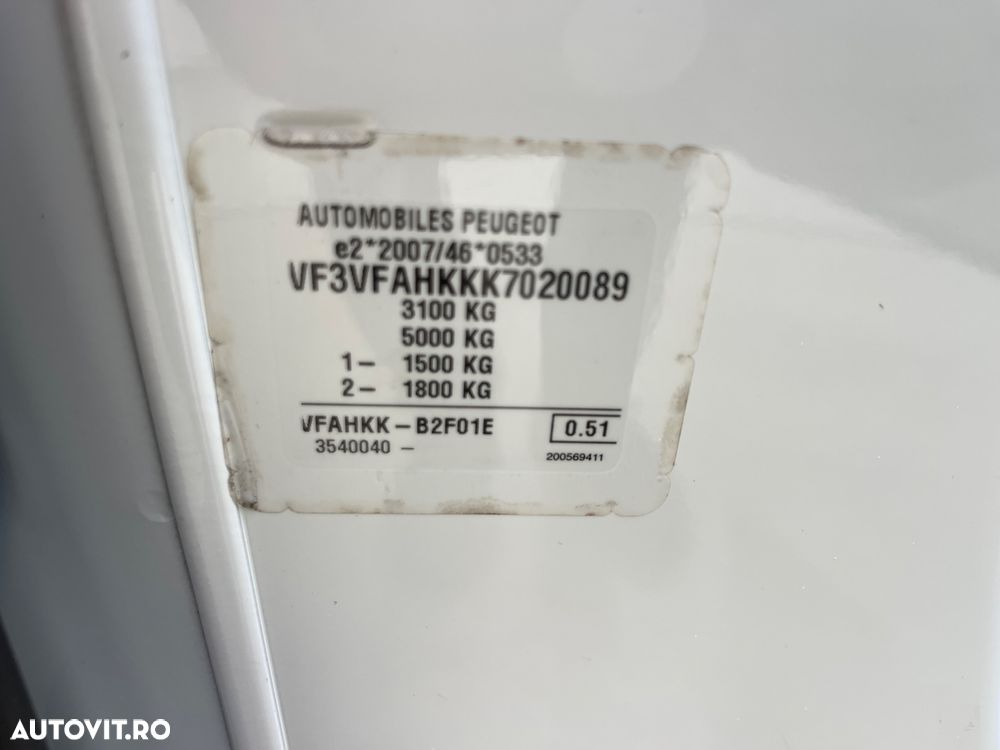 AUTOMOBILES PEUGEOT
e2*2007/46*0533
VF3VFAHKKK7020089
3100 KG
5000 KG
1- 1500 KG
2- 1800 KG
VFAHKK - B2F01E 0.51
3540040 -
200569411
AUTOVIT.RO